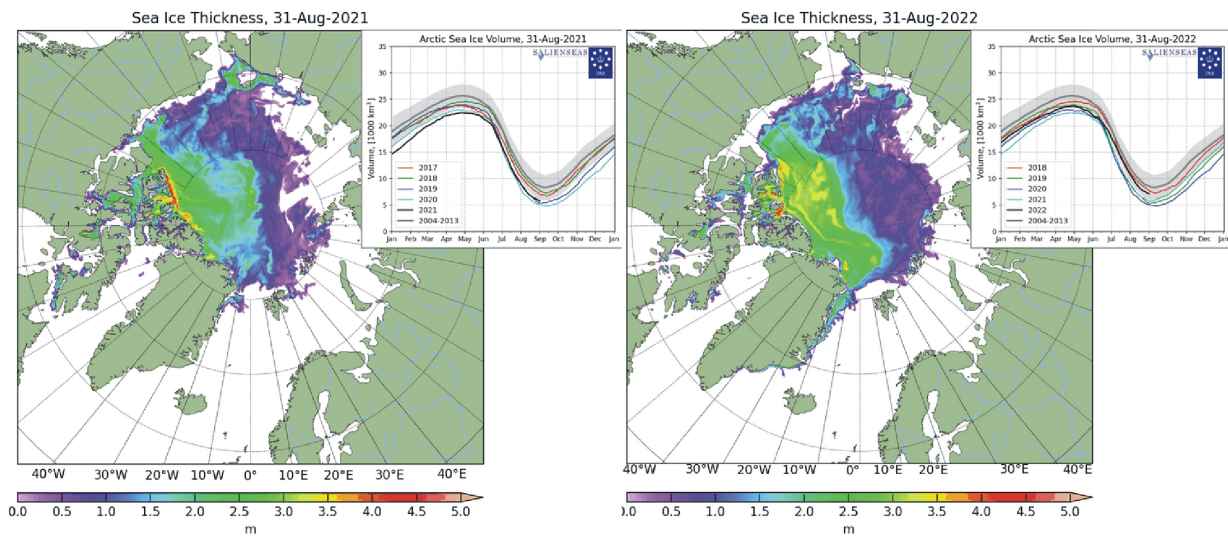 Sea Ice Thickness, 31-Aug-2021
Arctic Sea Ice Volume, 31-Aug-2021
SALIENSEAS
DMI
Volume, [1000 km³]
35
30
25
20
15
10
5
0
2017
2018
2019
2020
2021
2004-2013
Jan Feb Mar Apr May Jun Jul Aug Sep Oct Nov Dec Jan
40°W 30°W 20°W 10°W 0° 10°E 20°E 30°E 40°E
0.0 0.5 1.0 1.5 2.0 2.5 3.0 3.5 4.0 4.5 5.0
m
Sea Ice Thickness, 31-Aug-2022
Arctic Sea Ice Volume, 31-Aug-2022
SALIENSEAS
DMI
Volume, [1000 km³]
35
30
25
20
15
10
5
0
2018
2019
2020
2021
2022
2004-2013
Jan Feb Mar Apr May Jun Jul Aug Sep Oct Nov Dec Jan
40°W 30°W 20°W 10°W 0°E 10°E 20°E 30°E 40°E
0.0 0.5 1.0 1.5 2.0 2.5 3.0 3.5 4.0 4.5 5.0
m